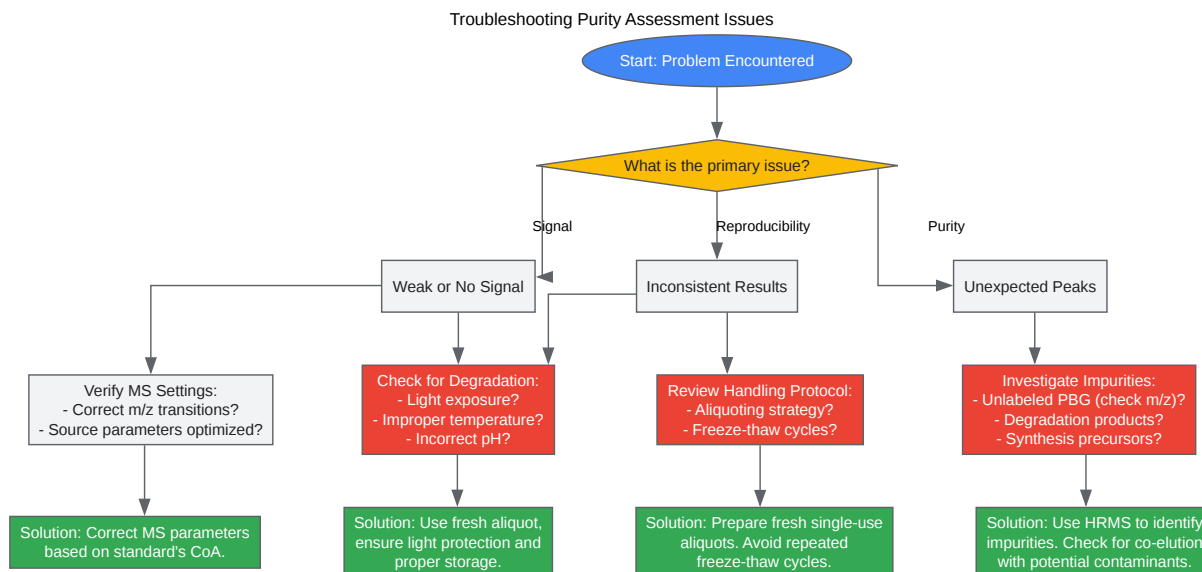 Troubleshooting Purity Assessment Issues
Start: Problem Encountered
What is the primary issue?
Signal
Reproducibility
Purity
Weak or No Signal
Inconsistent Results
Unexpected Peaks
Verify MS Settings:
- Correct m/z transitions?
- Source parameters optimized?
Check for Degradation:
- Light exposure?
- Improper temperature?
- Incorrect pH?
Review Handling Protocol:
- Aliquoting strategy?
- Freeze-thaw cycles?
Investigate Impurities:
- Unlabeled PBG (check m/z)?
- Degradation products?
- Synthesis precursors?
Solution: Correct MS parameters
based on standard's CoA.
Solution: Use fresh aliquot,
ensure light protection and
proper storage.
Solution: Prepare fresh single-use
aliquots. Avoid repeated
freeze-thaw cycles.
Solution: Use HRMS to identify
impurities. Check for co-elution
with potential contaminants.